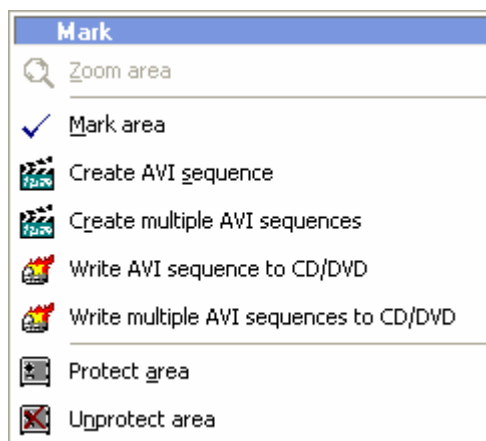 Mark
Zoom area
Mark area
Create AVI sequence
Create multiple AVI sequences
Write AVI sequence to CD/DVD
Write multiple AVI sequences to CD/DVD
Protect area
Unprotect area